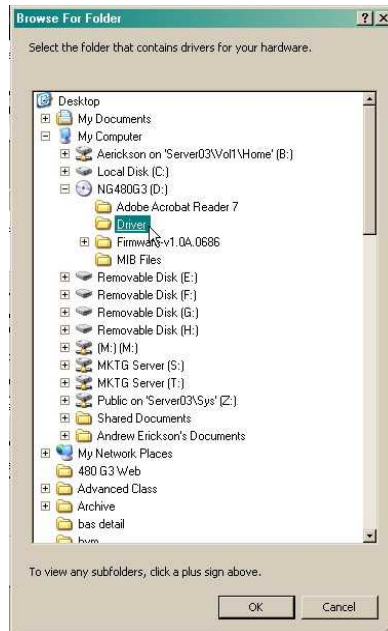 Browse For Folder
Select the folder that contains drivers for your hardware.
Desktop
My Documents
My Computer
Aerickson on 'Server03\Vol1\Home' (B:)
Local Disk (C:)
NG480G3 (D:)
Adobe Acrobat Reader 7
Driver
Firmware-v1.0A.0686
MIB Files
Removable Disk (E:)
Removable Disk (F:)
Removable Disk (G:)
Removable Disk (H:)
(M:) (M:)
MKTG Server (S:)
MKTG Server (T:)
Public on 'Server03\Sys' (Z:)
Shared Documents
Andrew Erickson's Documents
My Network Places
480 G3 Web
Advanced Class
Archive
bas detail
To view any subfolders, click a plus sign above.
OK Cancel